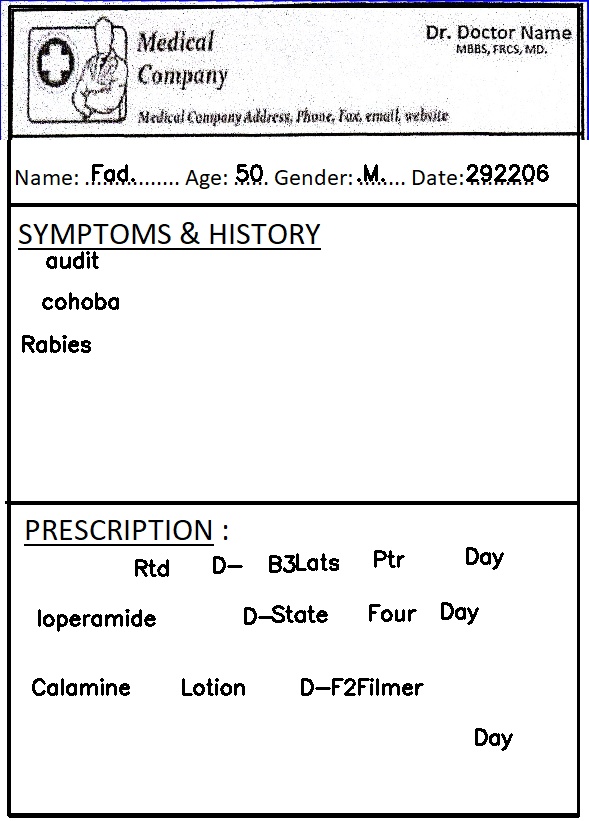 Medical
Company
Dr. Doctor Name
MBBS, FRCS, MD.
Medical Company Address, Phone, Fax, email, website
Name: ..Fad............ Age: .50.. Gender: .M..... Date: 292206
SYMPTOMS & HISTORY
audit
cohoba
Rabies
PRESCRIPTION :
Rtd D- B3Lats Ptr Day
loperamide D-State Four Day
Calamine Lotion D-F2Filmer
Day